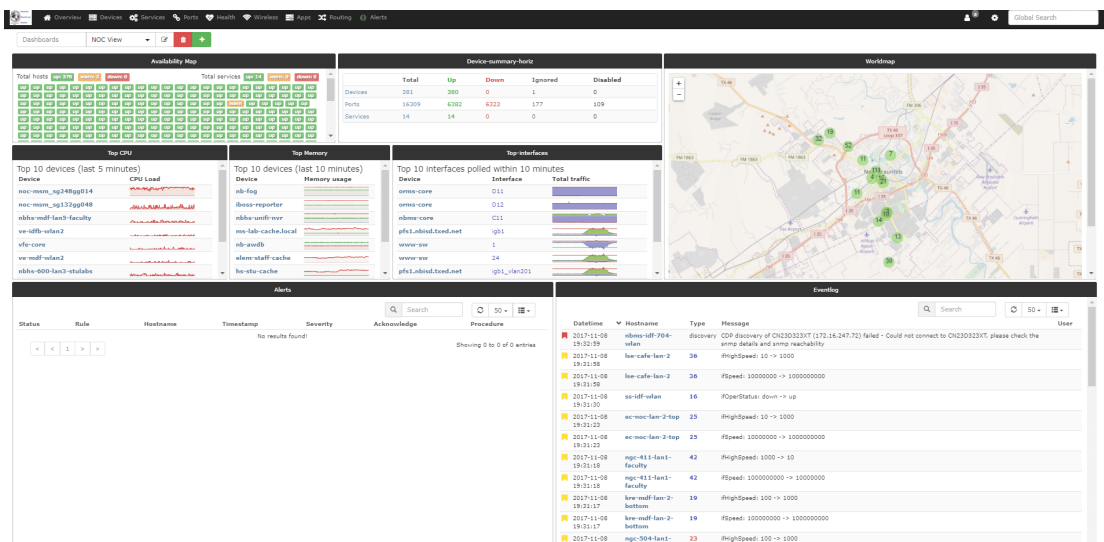 Overview Devices Services Ports Health Wireless Apps Routing Alerts
Global Search
Dashboards NOC View
Availability Map
Total hosts up: 378 warn: 2 down: 0 Total services up: 14 warn: 0 down: 0
Device-summary-horiz
Total Up Down Ignored Disabled
Devices 381 380 0 1 0
Ports 16309 6382 6322 177 109
Services 14 14 0 0 0
Worldmap
+
-
Top CPU
Top 10 devices (last 5 minutes)
Device CPU Load
noc-msm_sg248gg014
noc-msm_sg132gg048
nbhs-mdf-lan5-faculty
ve-idfb-wlan2
vfe-core
ve-mdf-wlan2
nbhs-600-lan3-stulabs
Top Memory
Top 10 devices (last 10 minutes)
Device Memory usage
nb-fog
iboss-reporter
nbhs-unifi-nvr
ms-lab-cache.local
nb-awdb
elem-staff-cache
hs-stu-cache
Top-interfaces
Top 10 interfaces polled within 10 minutes
Device Interface Total traffic
orms-core D11
orms-core D12
nbms-core C11
pfs1.nbisd.txed.net igb1
www-sw 1
www-sw 24
pfs1.nbisd.txed.net igb1_vlan201
Alerts
Search 50
Status Rule Hostname Timestamp Severity Acknowledge Procedure
No results found!
< < 1 > >
Showing 0 to 0 of 0 entries
Eventlog
Search 50
Datetime Hostname Type Message User
2017-11-08 19:32:59 nbms-idf-704-wlan discovery CDP discovery of CN23D323XT (172.16.247.72) failed - Could not connect to CN23D323XT, please check the snmp details and snmp reachability
2017-11-08 19:31:58 lse-cafe-lan-2 36 ifHighSpeed: 10 -> 1000
2017-11-08 19:31:58 lse-cafe-lan-2 36 ifSpeed: 10000000 -> 1000000000
2017-11-08 19:31:30 ss-idf-wlan 16 ifOperStatus: down -> up
2017-11-08 19:31:23 ec-noc-lan-2-top 25 ifHighSpeed: 10 -> 1000
2017-11-08 19:31:23 ec-noc-lan-2-top 25 ifSpeed: 10000000 -> 1000000000
2017-11-08 19:31:18 ngc-411-lan1-faculty 42 ifHighSpeed: 1000 -> 10
2017-11-08 19:31:18 ngc-411-lan1-faculty 42 ifSpeed: 1000000000 -> 10000000
2017-11-08 19:31:17 kre-mdf-lan-2-bottom 19 ifHighSpeed: 100 -> 1000
2017-11-08 19:31:17 kre-mdf-lan-2-bottom 19 ifSpeed: 100000000 -> 1000000000
2017-11-08 ngc-504-lan1- 23 ifHighSpeed: 100 -> 1000